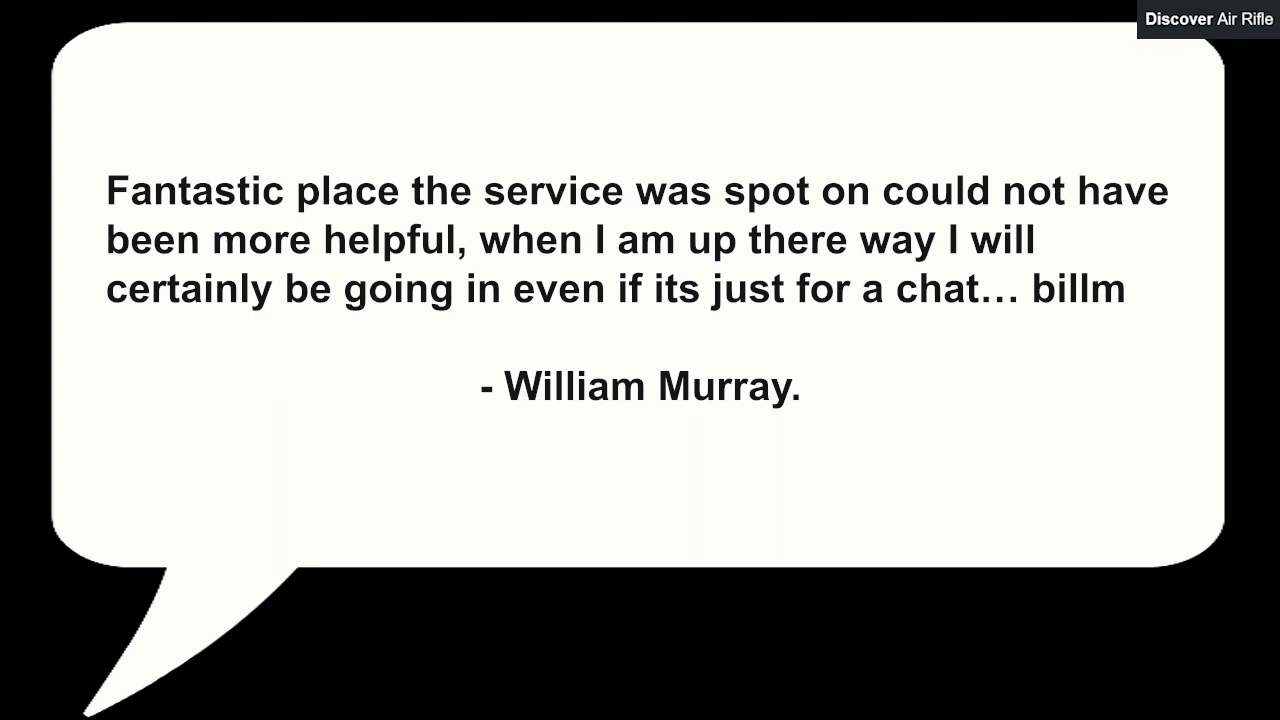 Discover Air Rifle
Fantastic place the service was spot on could not have
been more helpful, when I am up there way I will
certainly be going in even if its just for a chat… billm
- William Murray.